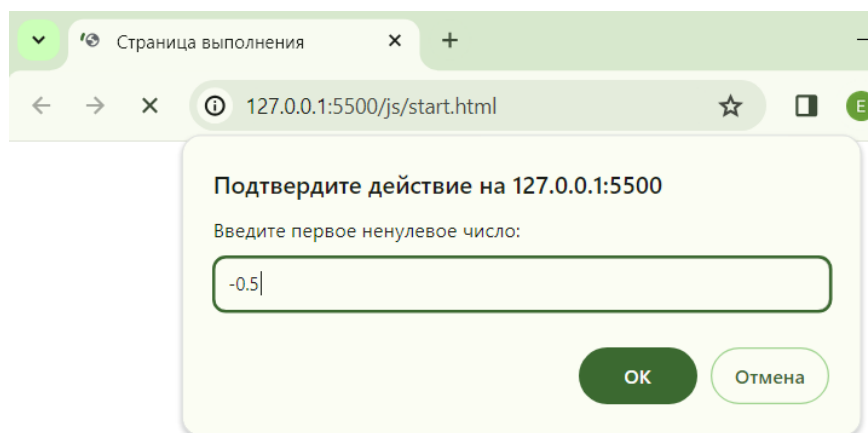 Страница выполнения
127.0.0.1:5500/js/start.html
E
Подтвердите действие на 127.0.0.1:5500
Введите первое ненулевое число:
-0.5
ОК Отмена